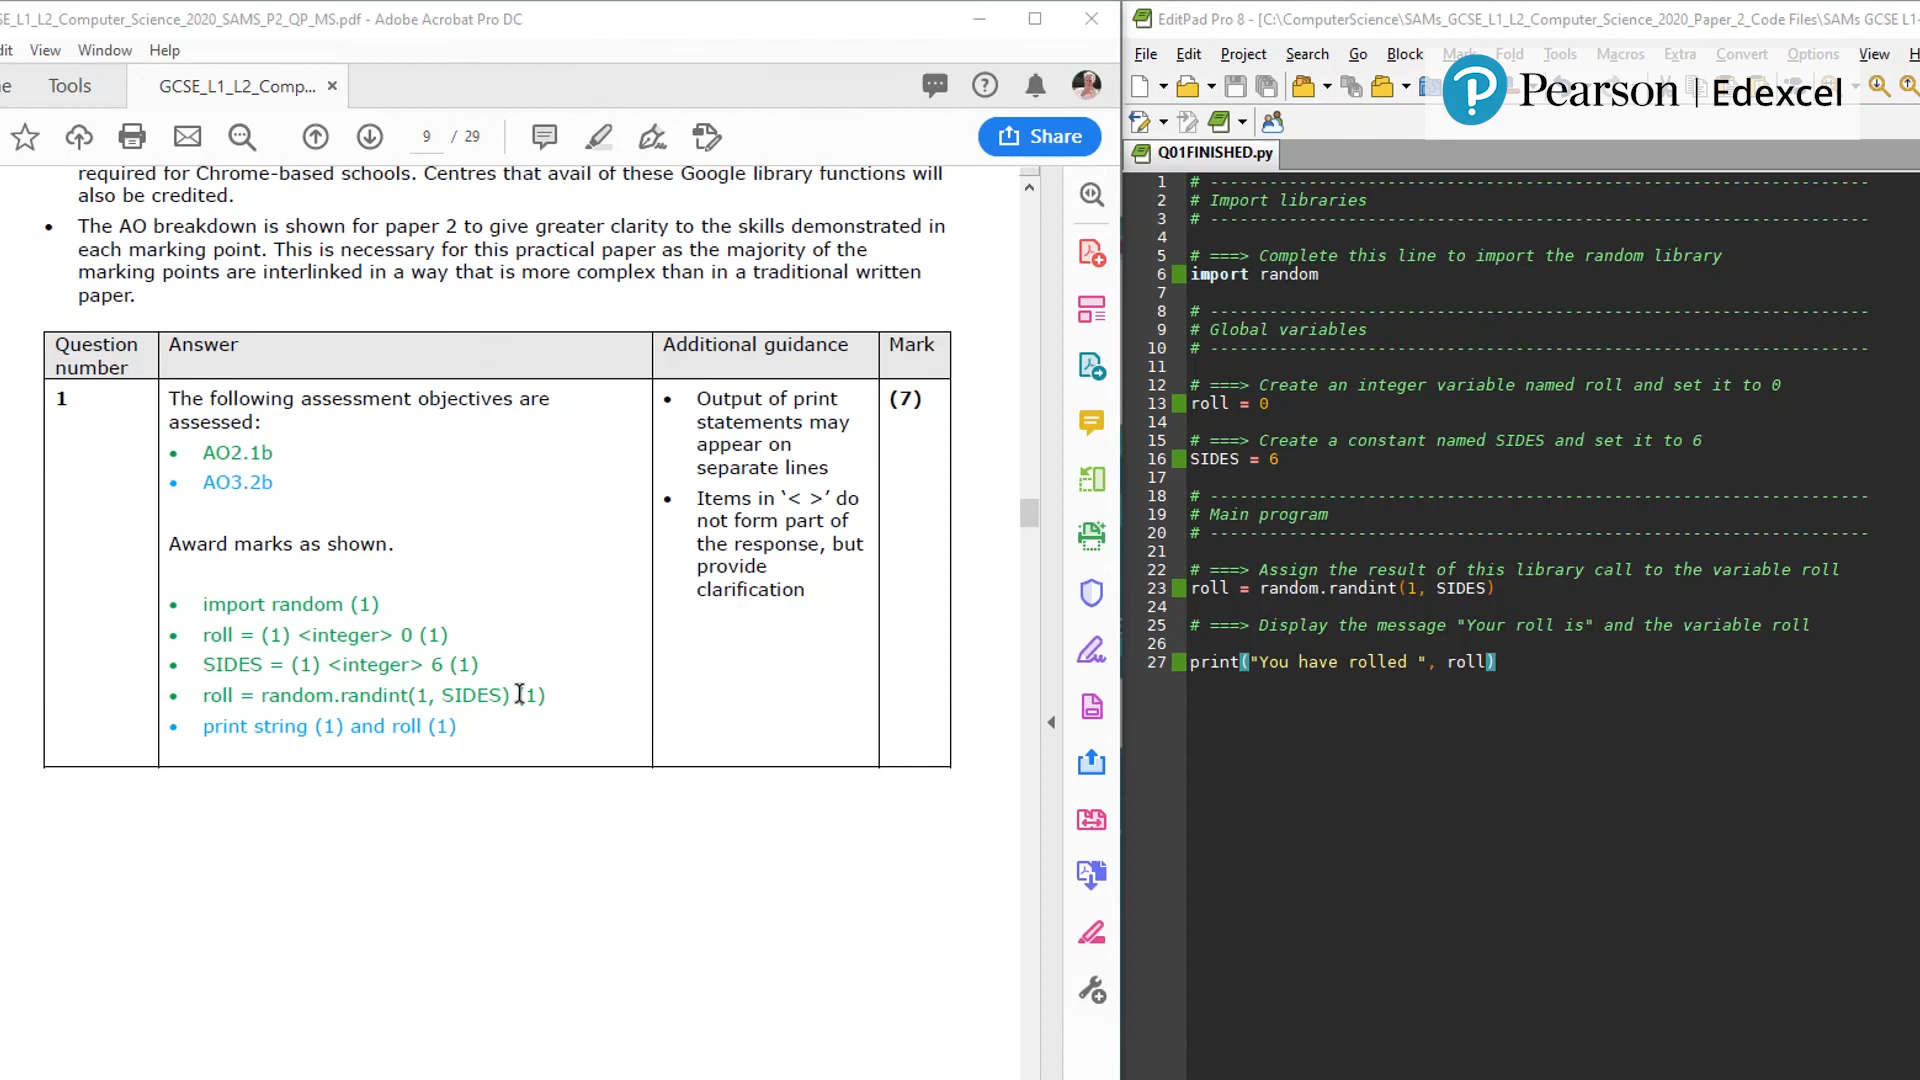 SE_L1_L2_Computer_Science_2020_SAMS_P2_QP_MS.pdf - Adobe Acrobat Pro DC
dit View Window Help
e Tools GCSE_L1_L2_Comp... ×
9 / 29 Share
required for Chrome-based schools. Centres that avail of these Google library functions will
also be credited.
• The AO breakdown is shown for paper 2 to give greater clarity to the skills demonstrated in
each marking point. This is necessary for this practical paper as the majority of the
marking points are interlinked in a way that is more complex than in a traditional written
paper.
Question number
Answer
Additional guidance
Mark
1
The following assessment objectives are
assessed:
• AO2.1b
• AO3.2b
Award marks as shown.
• import random (1)
• roll = (1) <integer> 0 (1)
• SIDES = (1) <integer> 6 (1)
• roll = random.randint(1, SIDES) (1)
• print string (1) and roll (1)
• Output of print
statements may
appear on
separate lines
• Items in ‘< >’ do
not form part of
the response, but
provide
clarification
(7)
EditPad Pro 8 - [C:\ComputerScience\SAMs_GCSE_L1_L2_Computer_Science_2020_Paper_2_Code Files\SAMs GCSE L1-
File Edit Project Search Go Block Mark Fold Tools Macros Extra Convert Options View H
Pearson | Edexcel
Q01FINISHED.py
1 # -------------------------------------------------------------------
2 # Import libraries
3 # -------------------------------------------------------------------
4
5 # ===> Complete this line to import the random library
6 import random
7
8 # -------------------------------------------------------------------
9 # Global variables
10 # -------------------------------------------------------------------
11
12 # ===> Create an integer variable named roll and set it to 0
13 roll = 0
14
15 # ===> Create a constant named SIDES and set it to 6
16 SIDES = 6
17
18 # -------------------------------------------------------------------
19 # Main program
20 # -------------------------------------------------------------------
21
22 # ===> Assign the result of this library call to the variable roll
23 roll = random.randint(1, SIDES)
24
25 # ===> Display the message "Your roll is" and the variable roll
26
27 print("You have rolled ", roll)